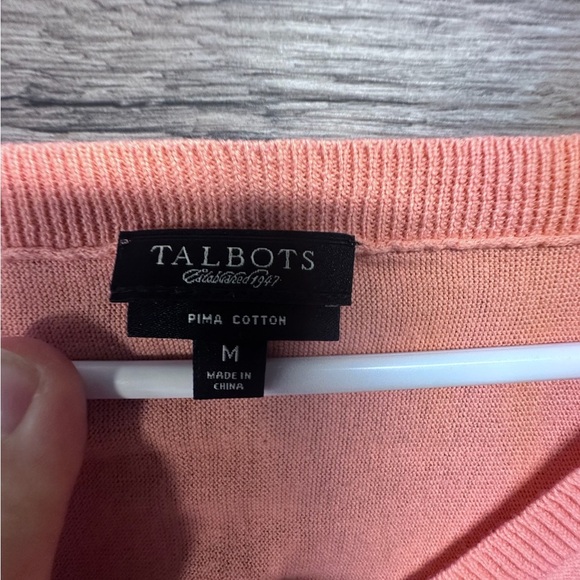 TALBOTS
Established 1947
PIMA COTTON
M
MADE IN
CHINA